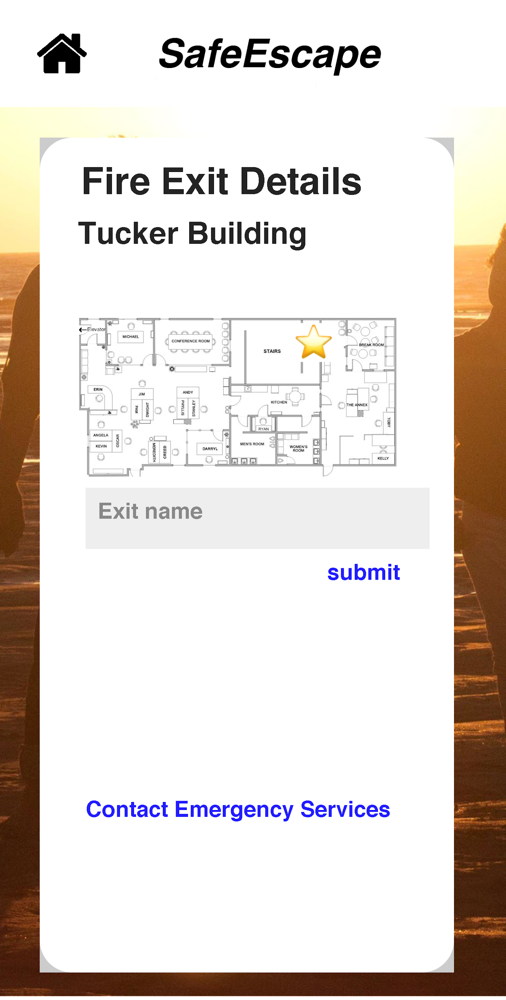 SafeEscape
Fire Exit Details
Tucker Building
Elevator
MICHAEL
CONFERENCE ROOM
STAIRS
BREAK ROOM
ERIN
JIM
PAM
DWIGHT
ANDY
PHYLLIS
STANLEY
KITCHEN
THE ANNEX
TOBY
RYAN
ANGELA
KEVIN
OSCAR
MEREDITH
CREED
DARRYL
MEN'S ROOM
WOMEN'S
ROOM
KELLY
Exit name
submit
Contact Emergency Services